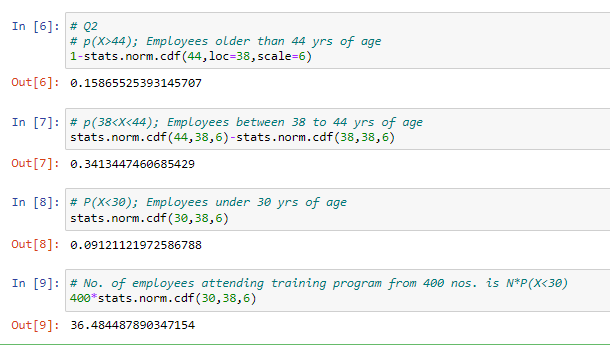 In [6]: # Q2
# p(X>44); Employees older than 44 yrs of age
1-stats.norm.cdf(44,loc=38,scale=6)
Out[6]: 0.15865525393145707
In [7]: # p(38<X<44); Employees between 38 to 44 yrs of age
stats.norm.cdf(44,38,6)-stats.norm.cdf(38,38,6)
Out[7]: 0.3413447460685429
In [8]: # P(X<30); Employees under 30 yrs of age
stats.norm.cdf(30,38,6)
Out[8]: 0.09121121972586788
In [9]: # No. of employees attending training program from 400 nos. is N*P(X<30)
400*stats.norm.cdf(30,38,6)
Out[9]: 36.484487890347154